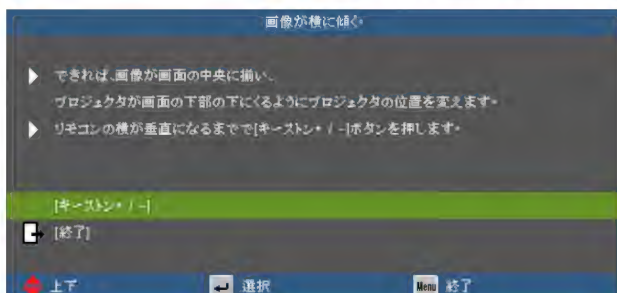 画像が横に傾く。
できれば、画像が画面の中央に揃い、
プロジェクタが画面の下部の下にくるようにプロジェクタの位置を変えます。
リモコンの横が垂直になるまでで[キーストン+ / -]ボタンを押します。
[キーストン+ / -]
[終了]
上下 選択 Menu 終了